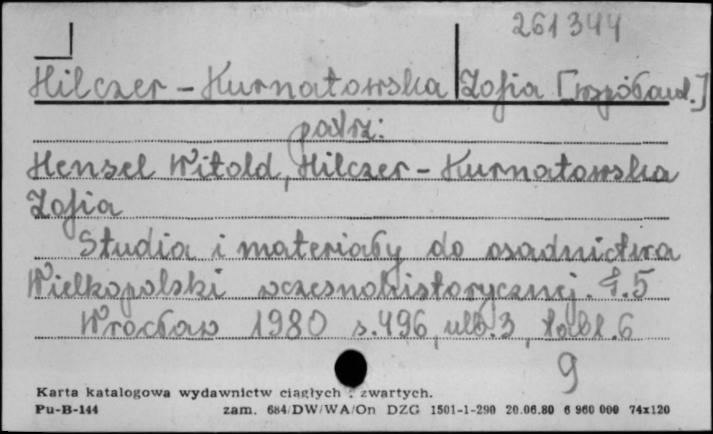 261344
Hilczer-Kurnatowska Zofia [współaut.]
patrz:
Hensel Witold, Hilczer-Kurnatowska
Zofia
Studia i materiały do osadnictwa
Wielkopolski wczesnohistorycznej. T.5
Wrocław 1980 s.496, ulb.3, tabl.6
9
Karta katalogowa wydawnictw ciągłych i zwartych.
Pu-B-144 zam. 684/DW/WA/On DZG 1501-1-290 20.06.80 6 960 000 74x120